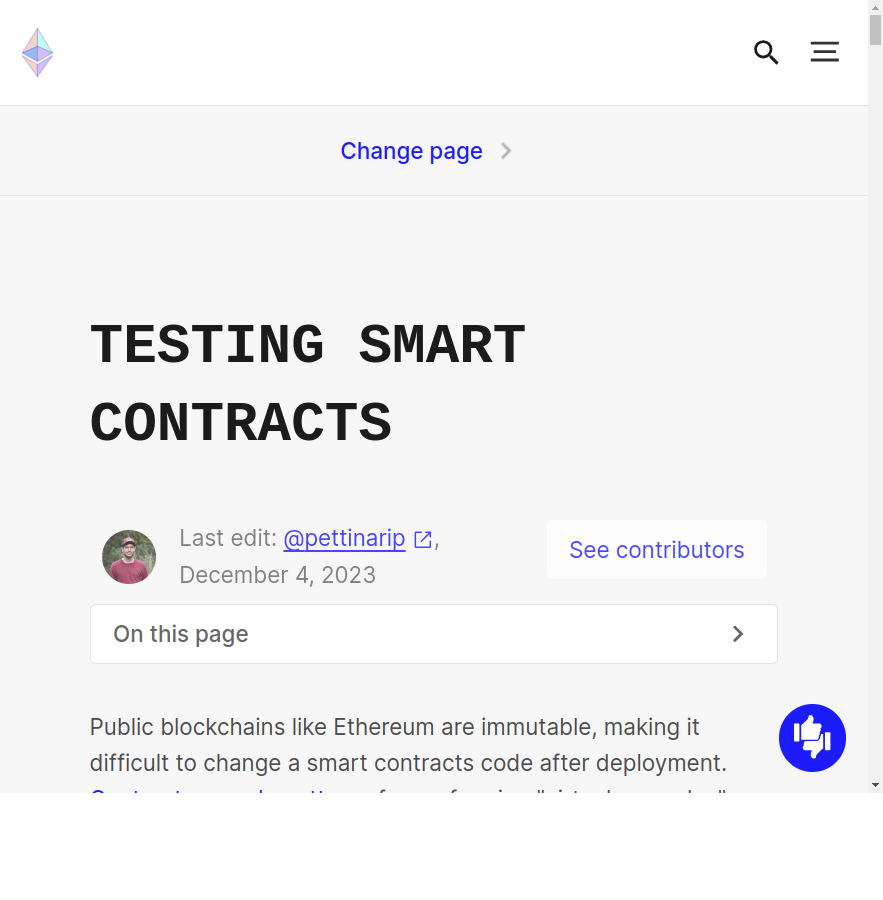 Change page
TESTING SMART
CONTRACTS
Last edit: @pettinarip,
December 4, 2023
See contributors
On this page
Public blockchains like Ethereum are immutable, making it
difficult to change a smart contracts code after deployment.